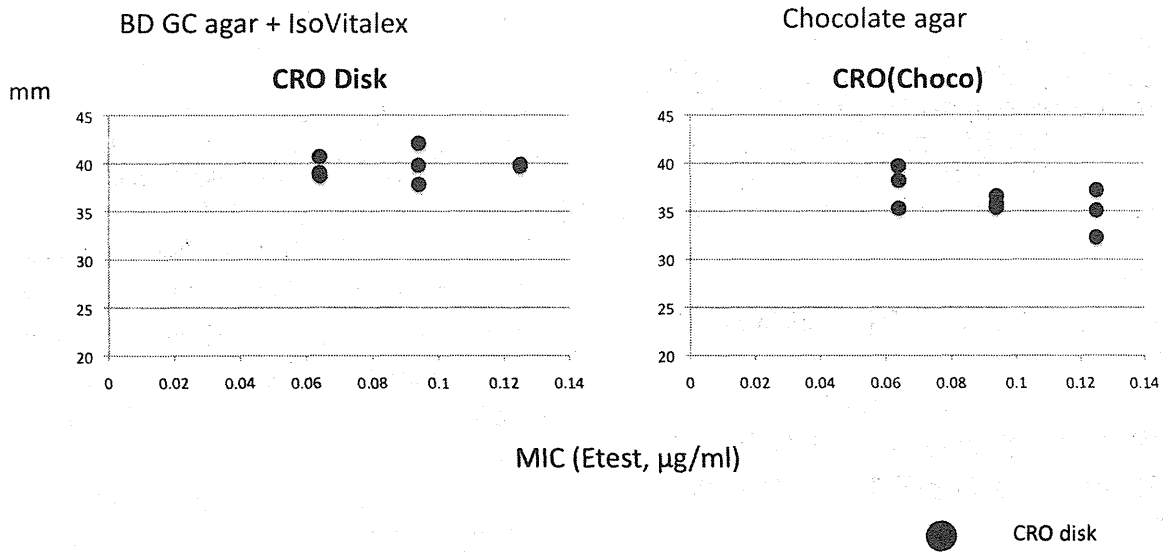 BD GC agar + IsoVitalex
Chocolate agar
mm
CRO Disk
45
40
35
30
25
20
0 0.02 0.04 0.06 0.08 0.1 0.12 0.14
CRO(Choco)
45
40
35
30
25
20
0 0.02 0.04 0.06 0.08 0.1 0.12 0.14
MIC (Etest, μg/ml)
CRO disk